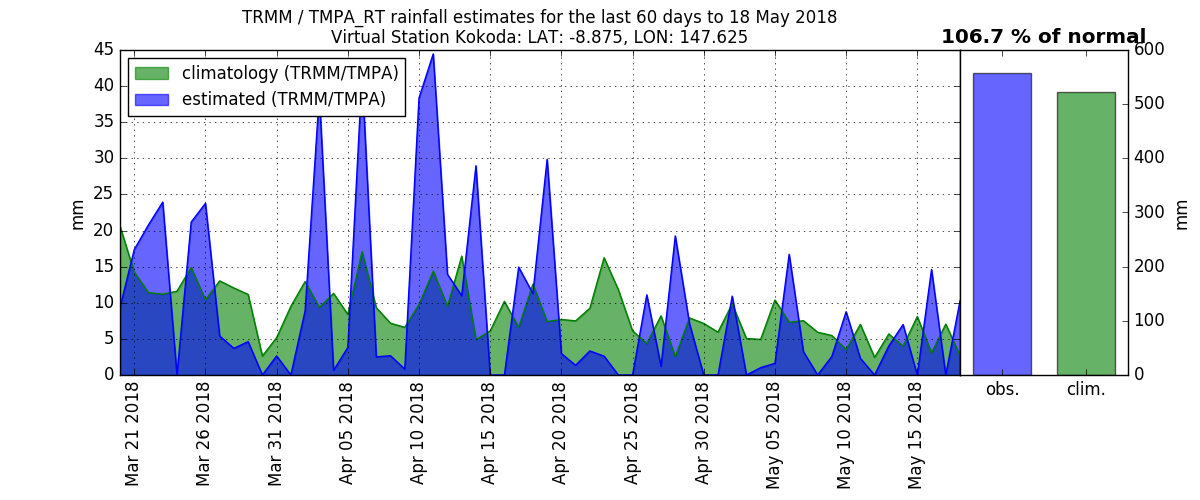 TRMM / TMPA_RT rainfall estimates for the last 60 days to 18 May 2018
Virtual Station Kokoda: LAT: -8.875, LON: 147.625
106.7 % of normal
climatology (TRMM/TMPA)
estimated (TRMM/TMPA)
45
40
35
30
25
20
15
10
5
0
mm
Mar 21 2018
Mar 26 2018
Mar 31 2018
Apr 05 2018
Apr 10 2018
Apr 15 2018
Apr 20 2018
Apr 25 2018
Apr 30 2018
May 05 2018
May 10 2018
May 15 2018
600
500
400
300
200
100
0
mm
obs.
clim.